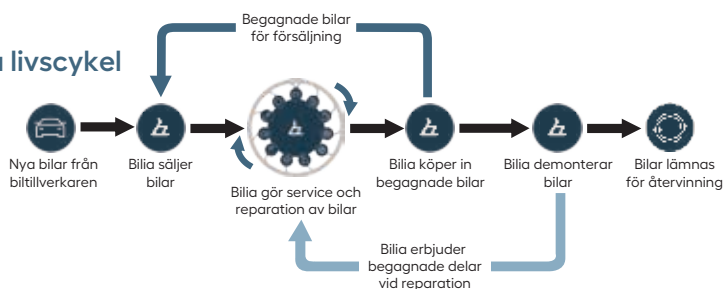 Begagnade bilar
för försäljning
livscykel
Nya bilar från
biltillverkaren
Bilia säljer
bilar
Bilia gör service och
reparation av bilar
Bilia köper in
begagnade bilar
Bilia demonterar
bilar
Bilar lämnas
för återvinning
Bilia erbjuder
begagnade delar
vid reparation